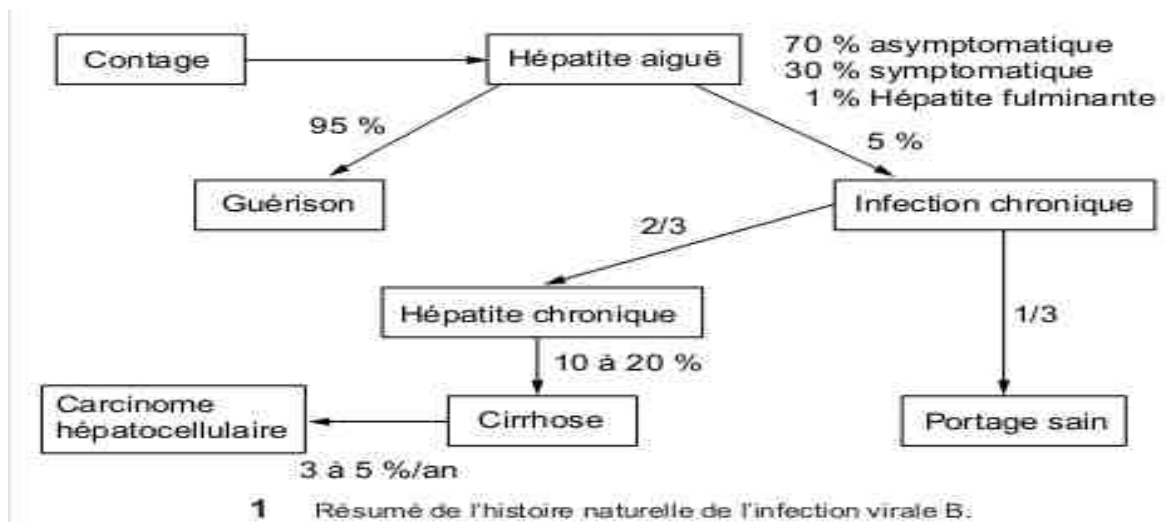 Contage
Hépatite aiguë
70 % asymptomatique
30 % symptomatique
1 % Hépatite fulminante
95 %
5 %
Guérison
Infection chronique
2/3
Hépatite chronique
1/3
10 à 20 %
Carcinome
hépatocellulaire
Cirrhose
Portage sain
3 à 5 %/an
1 Résumé de l'histoire naturelle de l'infection virale B.